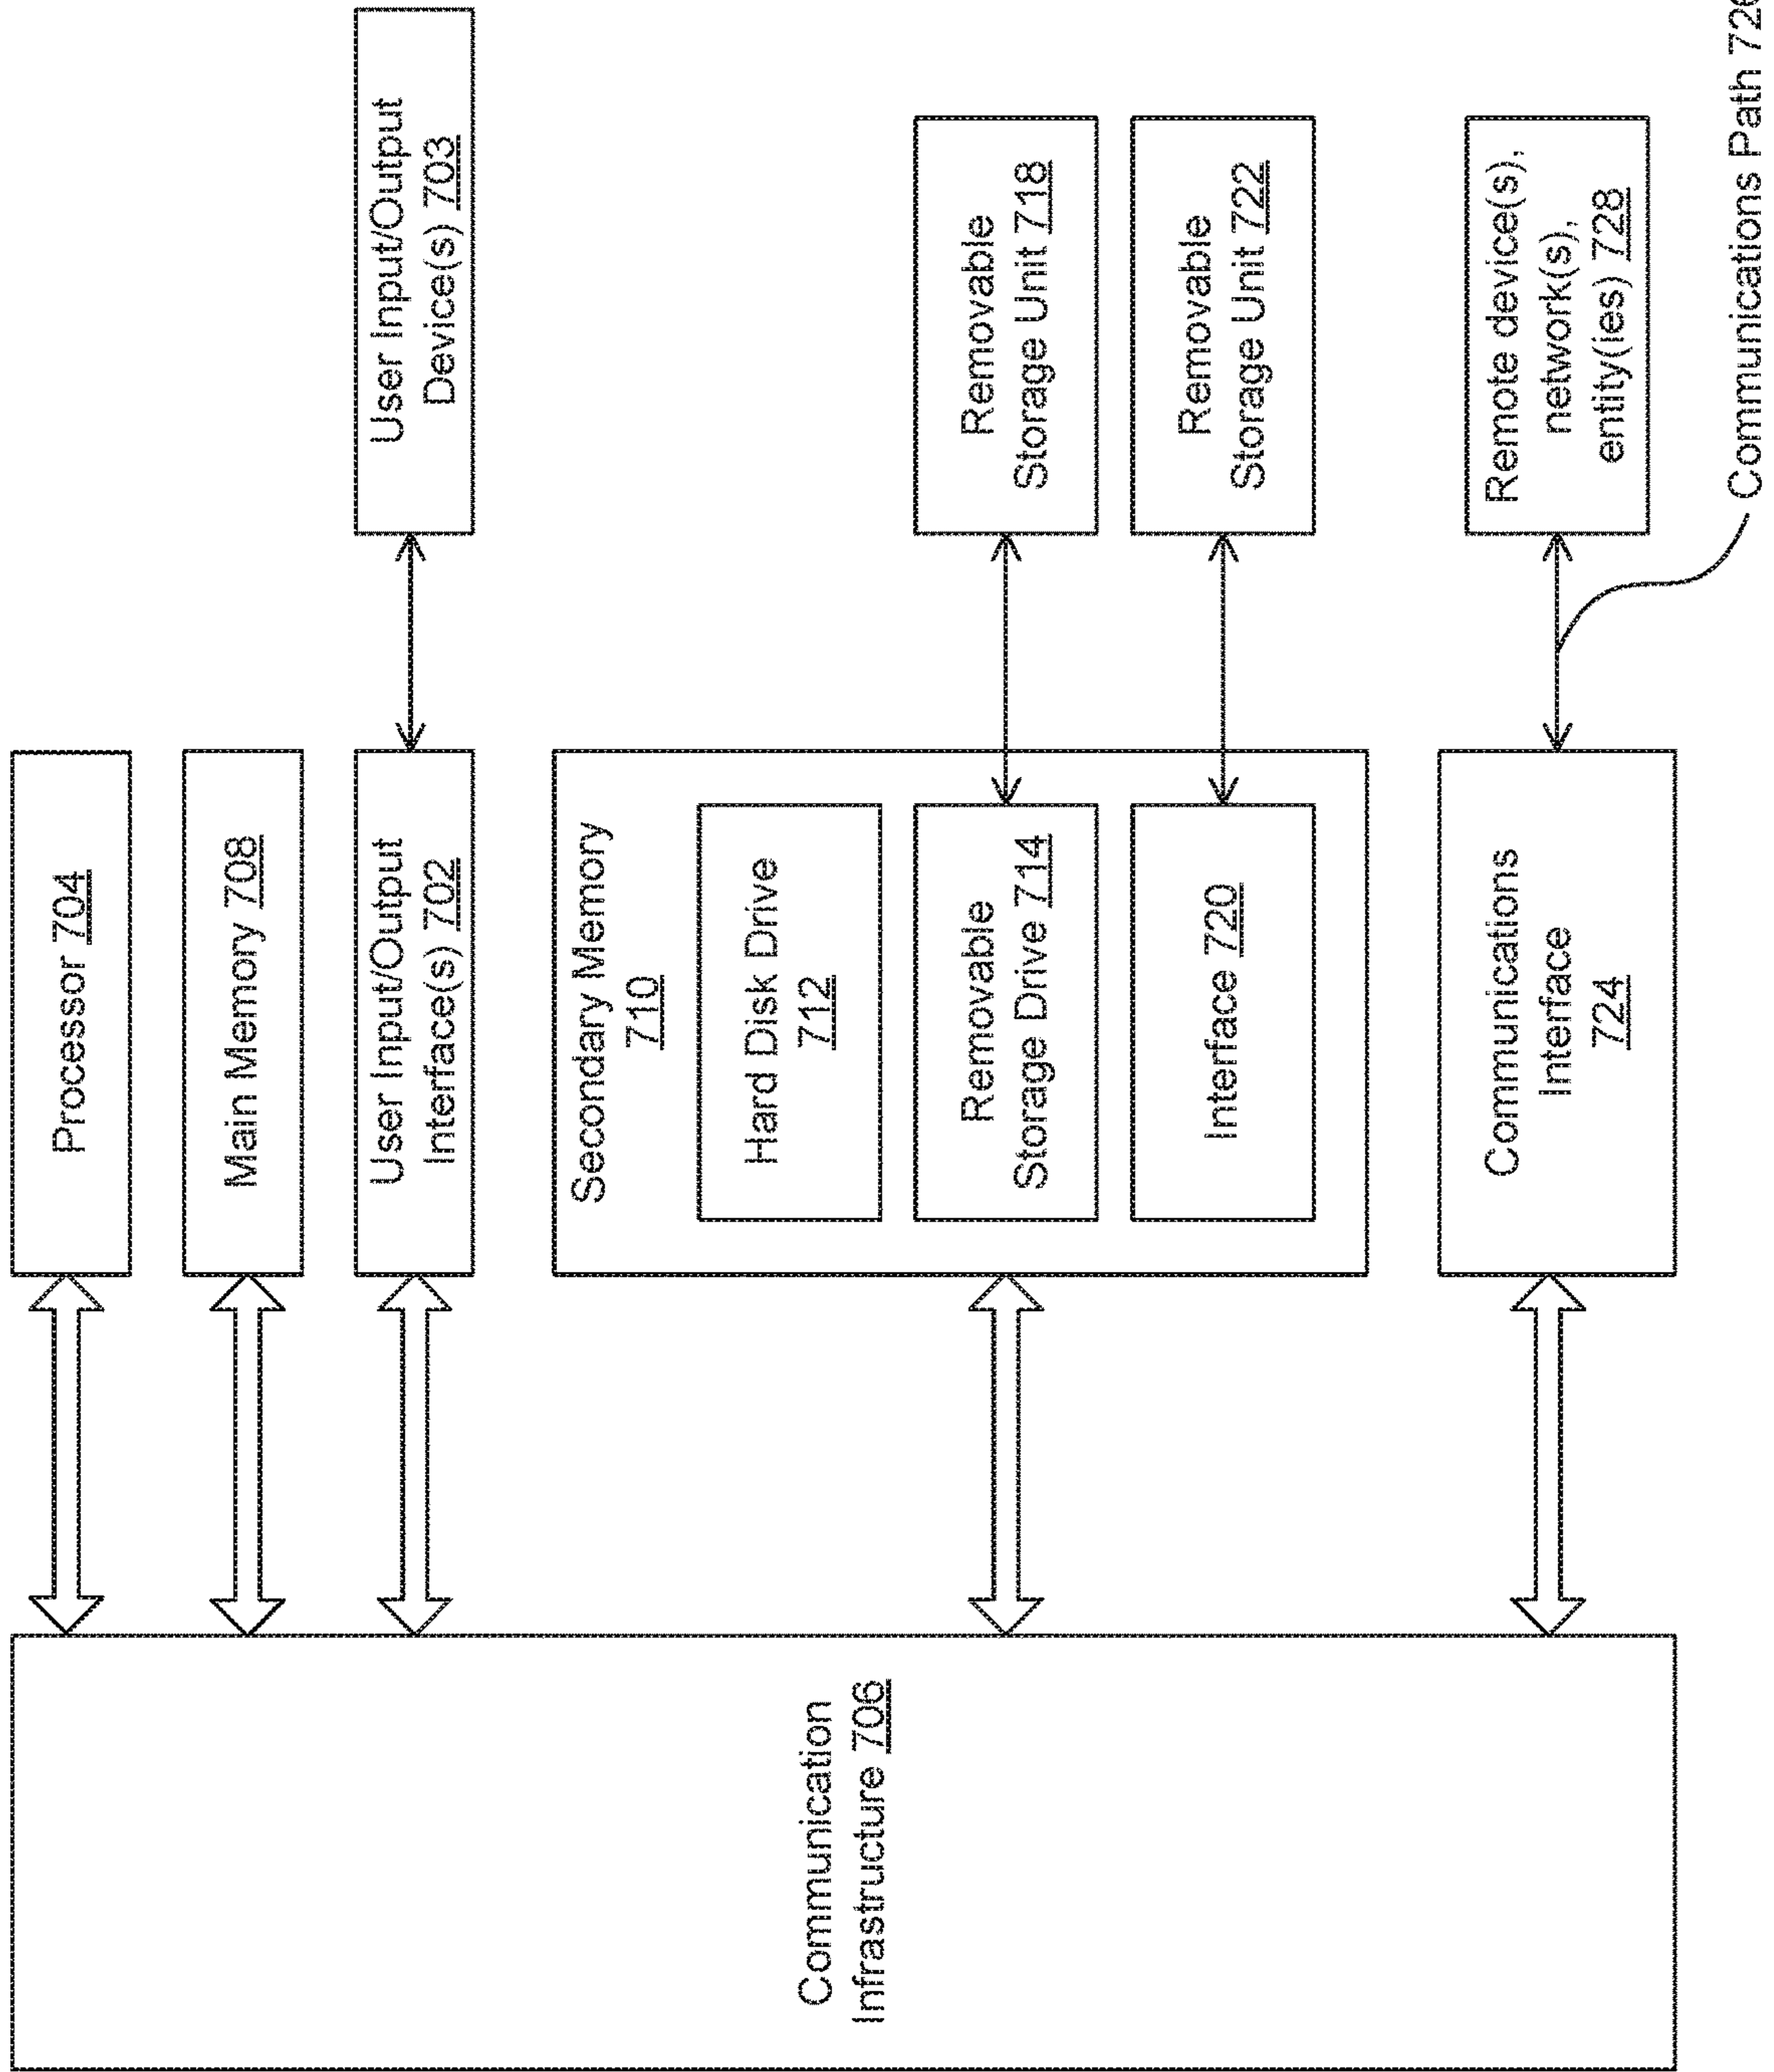 Processor 704
Main Memory 708
User Input/Output
Interface(s) 702
User Input/Output
Device(s) 703
Secondary Memory
710
Hard Disk Drive
712
Removable
Storage Drive 714
Removable
Storage Unit 718
Interface 720
Removable
Storage Unit 722
Communications
Interface
724
Remote device(s),
network(s),
entity(ies) 728
Communications Path 726
Communication
Infrastructure 706